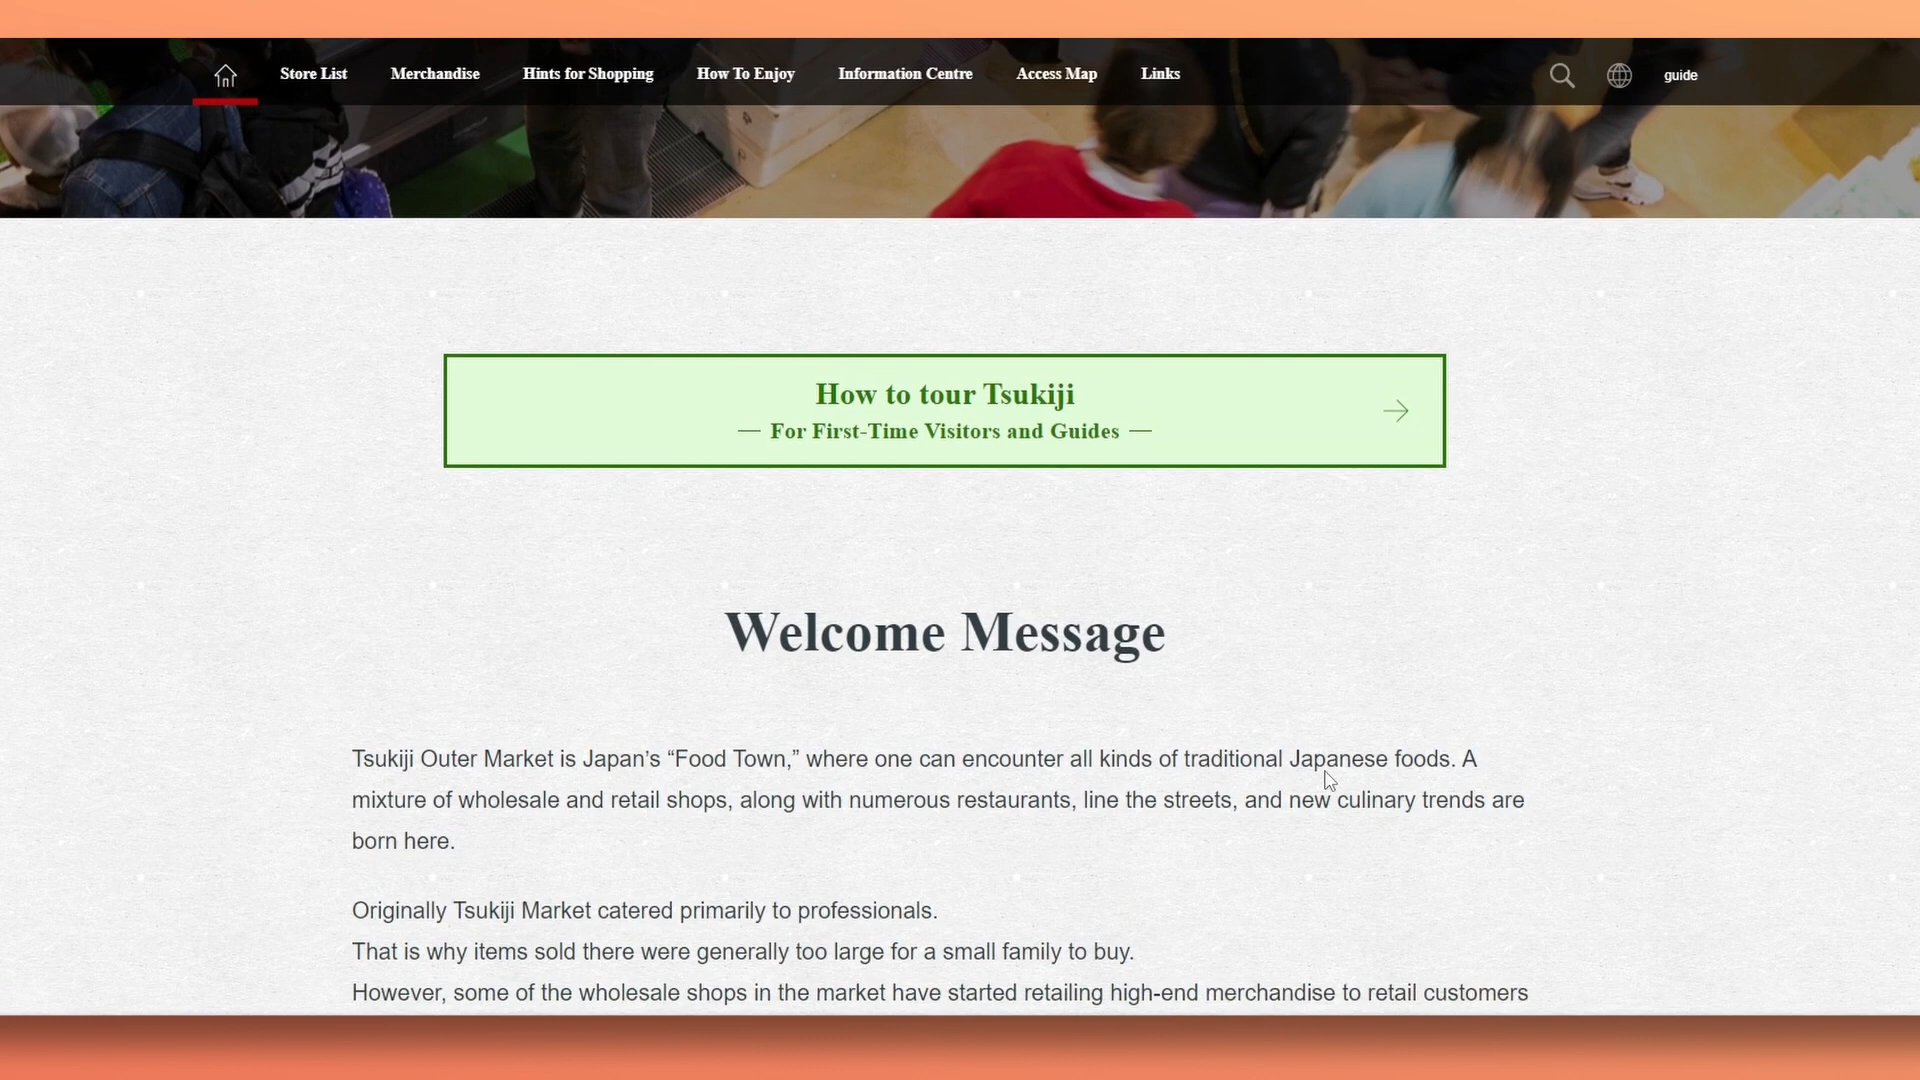 Store List
Merchandise
Hints for Shopping
How To Enjoy
Information Centre
Access Map
Links
guide
How to tour Tsukiji
— For First-Time Visitors and Guides —
Welcome Message
Tsukiji Outer Market is Japan’s “Food Town,” where one can encounter all kinds of traditional Japanese foods. A
mixture of wholesale and retail shops, along with numerous restaurants, line the streets, and new culinary trends are
born here.
Originally Tsukiji Market catered primarily to professionals.
That is why items sold there were generally too large for a small family to buy.
However, some of the wholesale shops in the market have started retailing high-end merchandise to retail customers